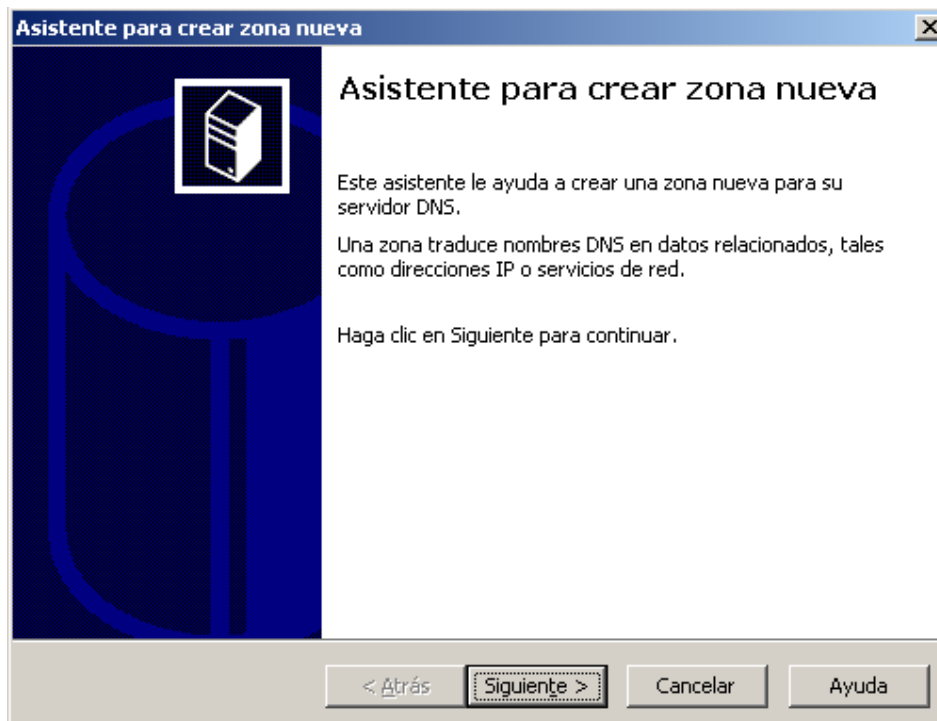 Asistente para crear zona nueva
Asistente para crear zona nueva
Este asistente le ayuda a crear una zona nueva para su
servidor DNS.
Una zona traduce nombres DNS en datos relacionados, tales
como direcciones IP o servicios de red.
Haga clic en Siguiente para continuar.
< Atrás Siguiente > Cancelar Ayuda